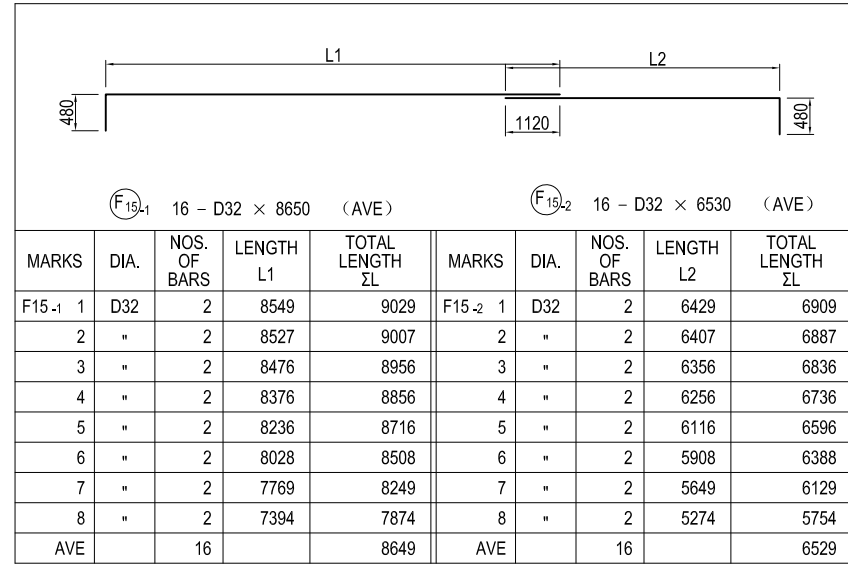 L1
L2
480
1120
480
F15-1 16 - D32 × 8650 (AVE)
F15-2 16 - D32 × 6530 (AVE)
MARKS DIA. NOS. OF BARS LENGTH L1 TOTAL LENGTH ΣL MARKS DIA. NOS. OF BARS LENGTH L2 TOTAL LENGTH ΣL
F15-1 1 D32 2 8549 9029 F15-2 1 D32 2 6429 6909
2 " 2 8527 9007 2 " 2 6407 6887
3 " 2 8476 8956 3 " 2 6356 6836
4 " 2 8376 8856 4 " 2 6256 6736
5 " 2 8236 8716 5 " 2 6116 6596
6 " 2 8028 8508 6 " 2 5908 6388
7 " 2 7769 8249 7 " 2 5649 6129
8 " 2 7394 7874 8 " 2 5274 5754
AVE 16 8649 AVE 16 6529